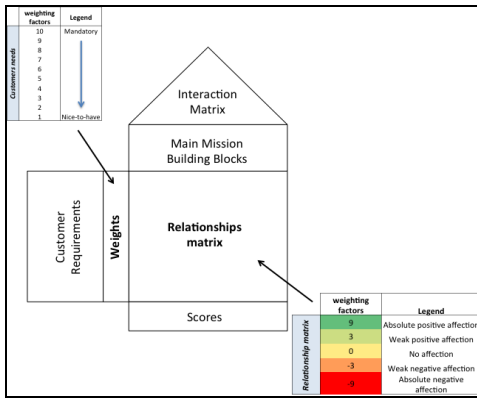 weighting
factors
Legend
Customers needs
10
Mandatory
9
8
7
6
5
4
3
2
1
Nice-to-have
Interaction
Matrix
Main Mission
Building Blocks
Customer
Requirements
Weights
Relationships
matrix
Scores
weighting
factors
Legend
Relationship matrix
9
Absolute positive affection
3
Weak positive affection
0
No affection
-3
Weak negative affection
-9
Absolute negative
affection